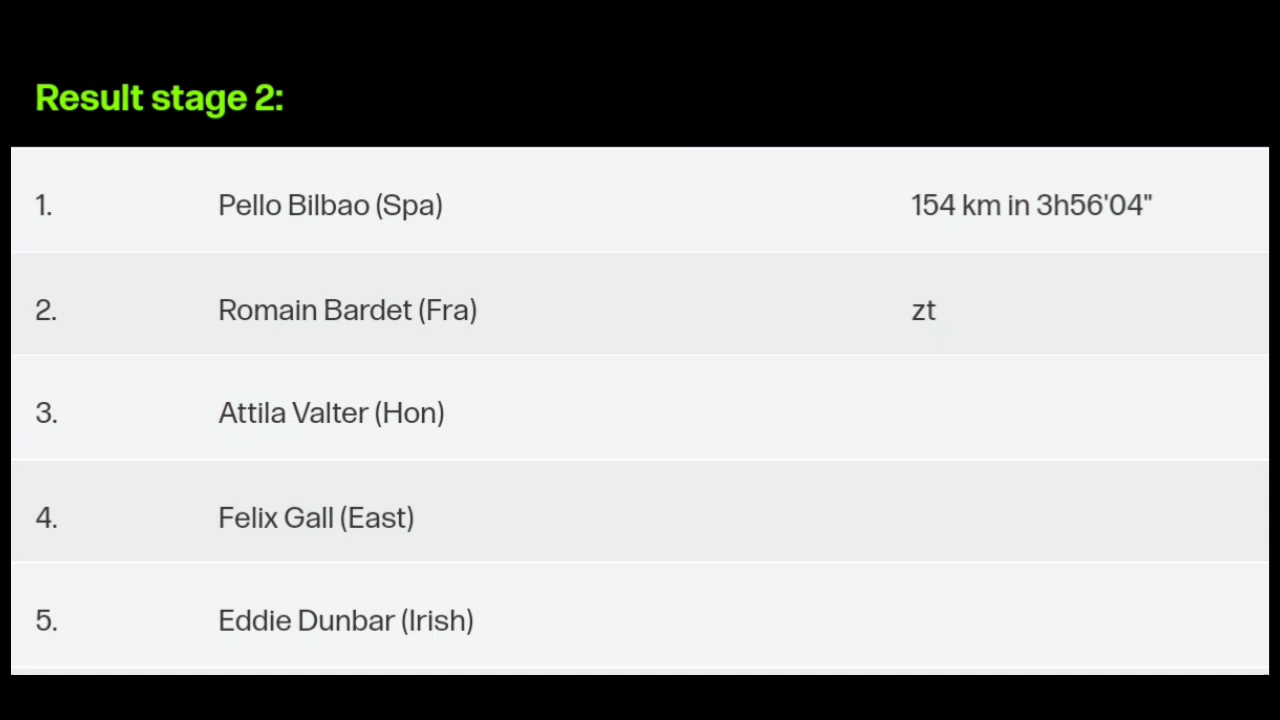 Result stage 2:
1. Pello Bilbao (Spa) 154 km in 3h56'04"
2. Romain Bardet (Fra) zt
3. Attila Valter (Hon)
4. Felix Gall (East)
5. Eddie Dunbar (Irish)